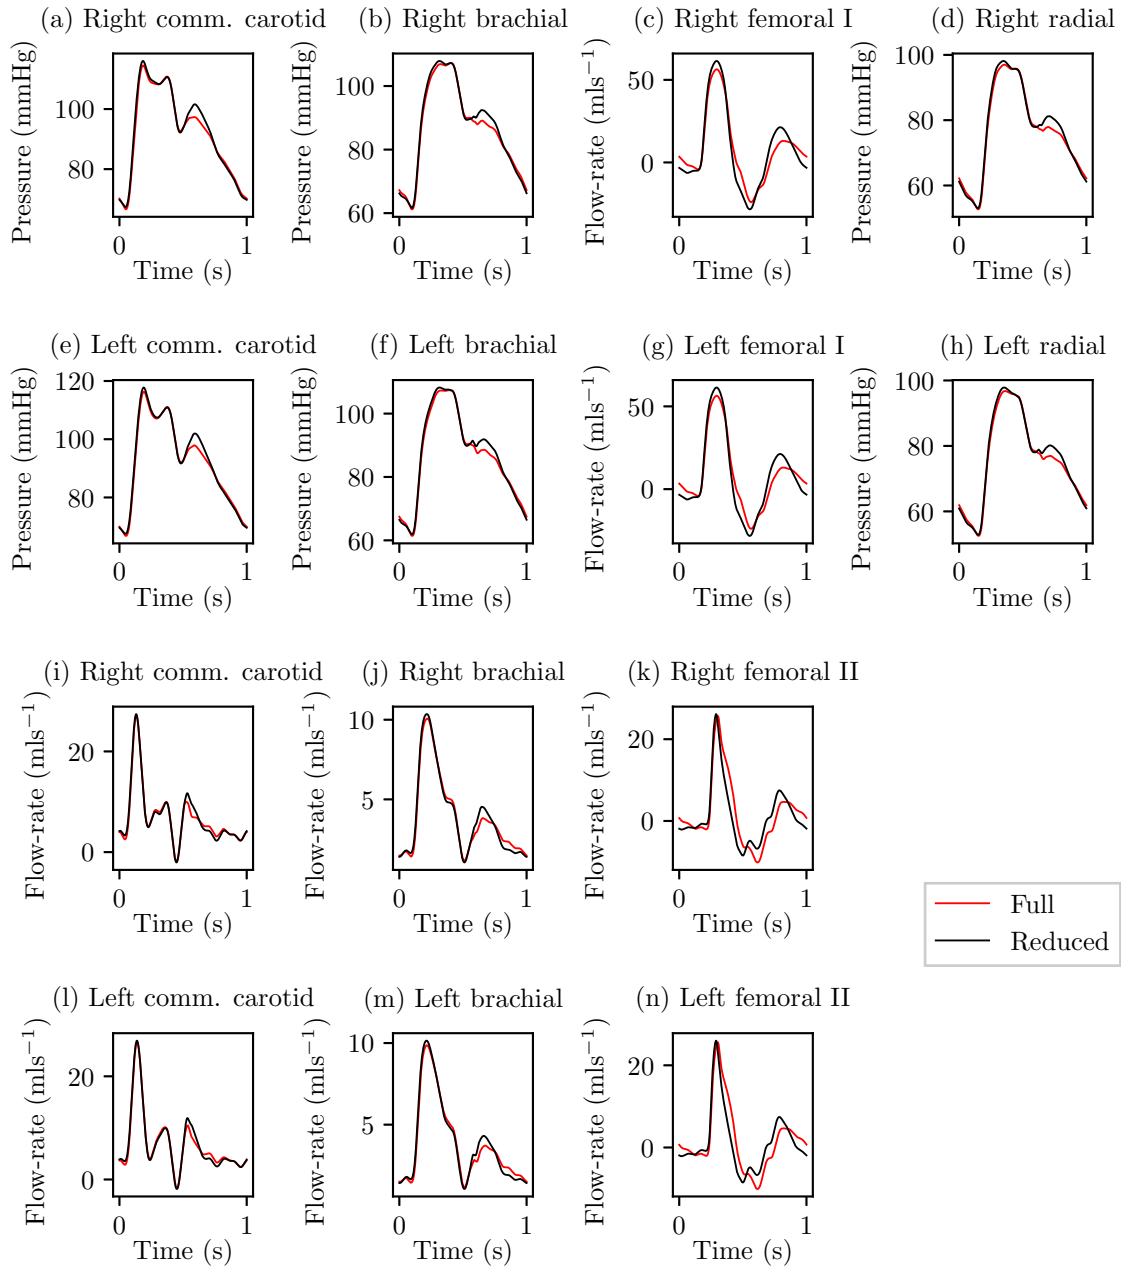 (a) Right comm. carotid
(b) Right brachial
(c) Right femoral I
(d) Right radial
Pressure (mmHg)
100
80
0
1
Time (s)
Pressure (mmHg)
100
80
60
0
1
Time (s)
Flow-rate (mls⁻¹)
50
0
0
1
Time (s)
Pressure (mmHg)
100
80
60
0
1
Time (s)
(e) Left comm. carotid
(f) Left brachial
(g) Left femoral I
(h) Left radial
Pressure (mmHg)
120
100
80
0
1
Time (s)
Pressure (mmHg)
100
80
60
0
1
Time (s)
Flow-rate (mls⁻¹)
50
0
0
1
Time (s)
Pressure (mmHg)
100
80
60
0
1
Time (s)
(i) Right comm. carotid
(j) Right brachial
(k) Right femoral II
Flow-rate (mls⁻¹)
20
0
0
1
Time (s)
Flow-rate (mls⁻¹)
10
5
0
1
Time (s)
Flow-rate (mls⁻¹)
20
0
0
1
Time (s)
Full
Reduced
(l) Left comm. carotid
(m) Left brachial
(n) Left femoral II
Flow-rate (mls⁻¹)
20
0
0
1
Time (s)
Flow-rate (mls⁻¹)
10
5
0
1
Time (s)
Flow-rate (mls⁻¹)
20
0
0
1
Time (s)